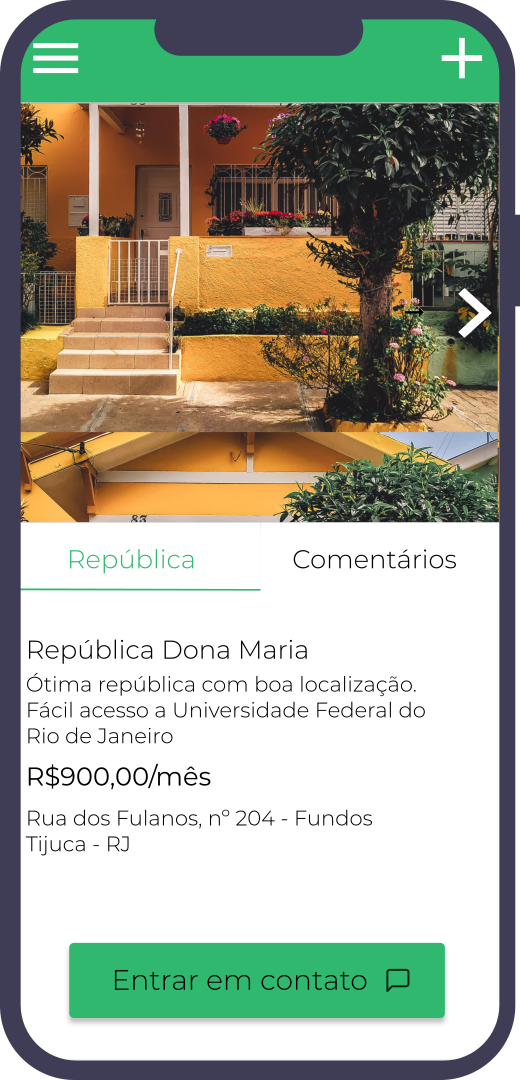 83
República
Comentários
República Dona Maria
Ótima república com boa localização.
Fácil acesso a Universidade Federal do
Rio de Janeiro
R$900,00/mês
Rua dos Fulanos, nº 204 - Fundos
Tijuca - RJ
Entrar em contato